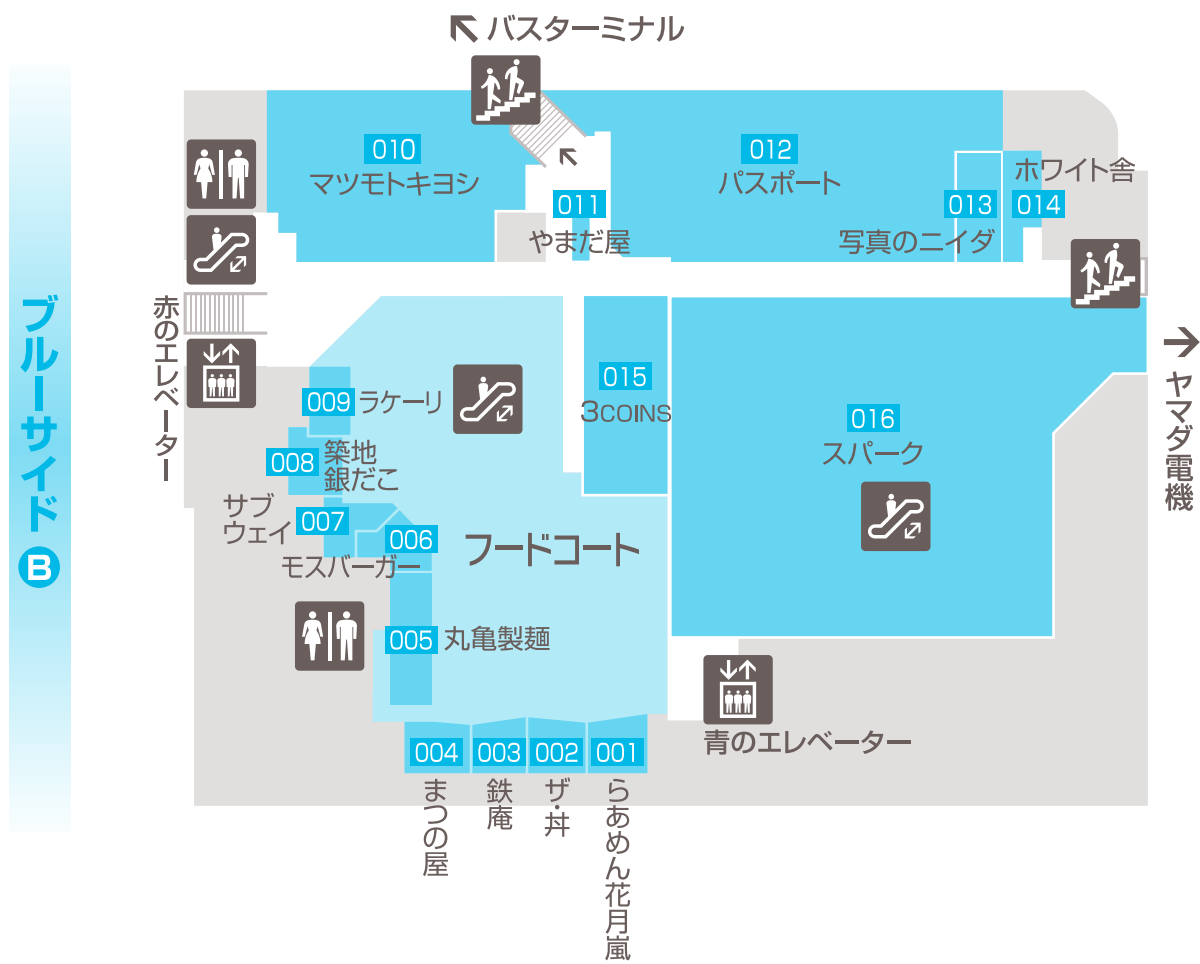 バスターミナル
ブルーサイド B
010
マツモトキヨシ
011
やまだ屋
012
パスポート
013
写真のニイダ
ホワイト舎
014
赤のエレベーター
009 ラケーリ
008 築地
銀だこ
サブ
ウェイ
007
006
モスバーガー
フードコート
005 丸亀製麺
015
3COINS
016
スパーク
ヤマダ電機
青のエレベーター
004
まつの屋
003
鉄庵
002
ザ・丼
001
らあめん花月嵐